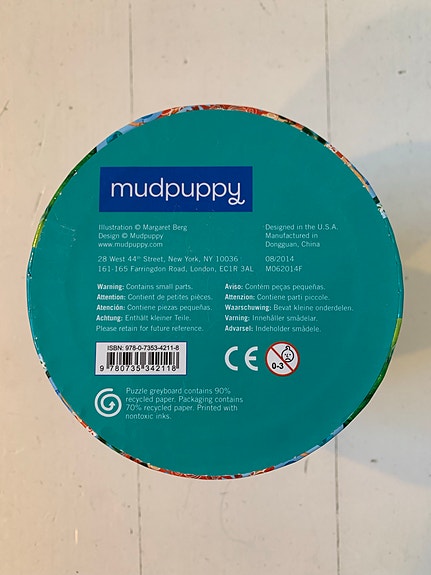 mudpuppy
Illustration © Margaret Berg
Design © Mudpuppy
www.mudpuppy.com
Designed in the U.S.A.
Manufactured in
Dongguan, China
28 West 44th Street, New York, NY 10036
161-165 Farringdon Road, London, EC1R 3AL
08/2014
M062014F
Warning: Contains small parts.
Attention: Contient de petites pièces.
Atención: Contiene piezas pequeñas.
Achtung: Enthält kleiner Teile.
Please retain for future reference.
Aviso: Contém peças pequeñas.
Attenzion: Contiene parti piccole.
Waarschuwing: Bevat kleine onderdelen.
Varning: Innehåller smådelar.
Advarsel: Indeholder smådele.
ISBN: 978-0-7353-4211-8
9 780735 342118
CE
0-3
Puzzle greyboard contains 90%
recycled paper. Packaging contains
70% recycled paper. Printed with
nontoxic inks.